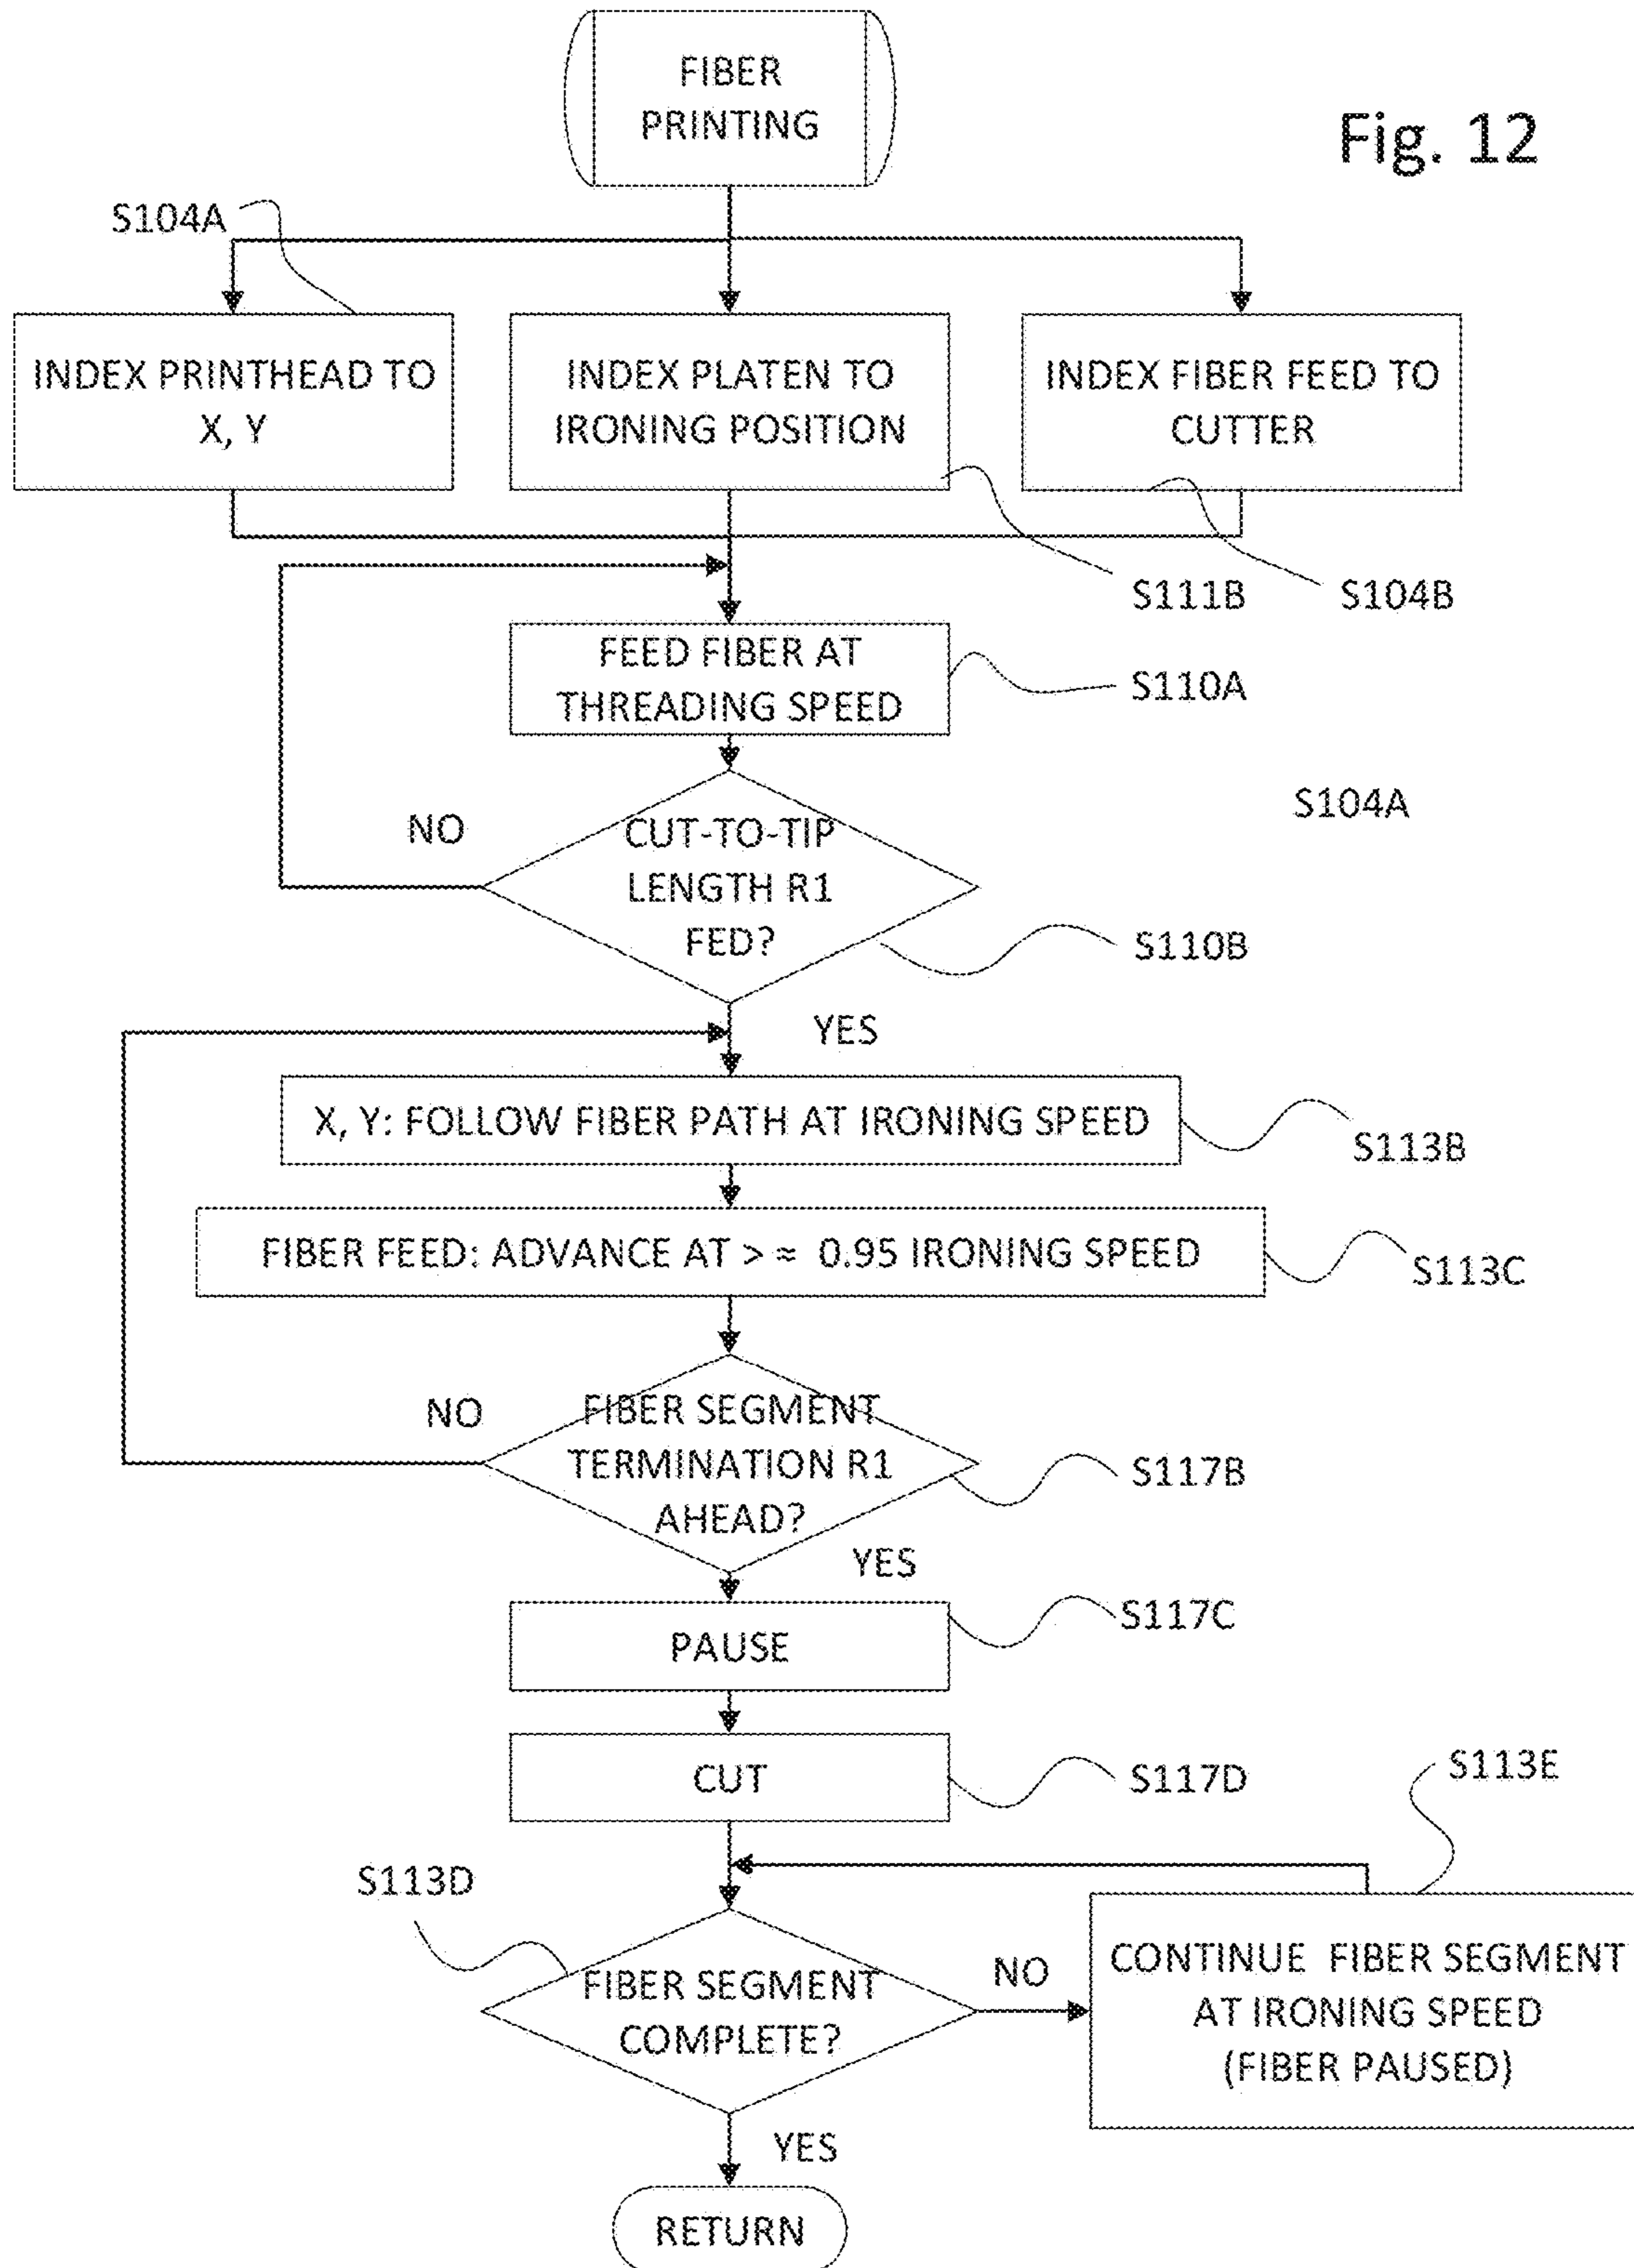 FIBER
PRINTING
Fig. 12
S104A
INDEX PRINTHEAD TO
X, Y
INDEX PLATEN TO
IRONING POSITION
INDEX FIBER FEED TO
CUTTER
S111B
S104B
FEED FIBER AT
THREADING SPEED
S110A
S104A
NO
CUT-TO-TIP
LENGTH R1
FED?
S110B
YES
X, Y: FOLLOW FIBER PATH AT IRONING SPEED
S113B
FIBER FEED: ADVANCE AT > ≈ 0.95 IRONING SPEED
S113C
NO
FIBER SEGMENT
TERMINATION R1
AHEAD?
S117B
YES
PAUSE
S117C
CUT
S117D
S113E
S113D
FIBER SEGMENT
COMPLETE?
NO
CONTINUE FIBER SEGMENT
AT IRONING SPEED
(FIBER PAUSED)
YES
RETURN